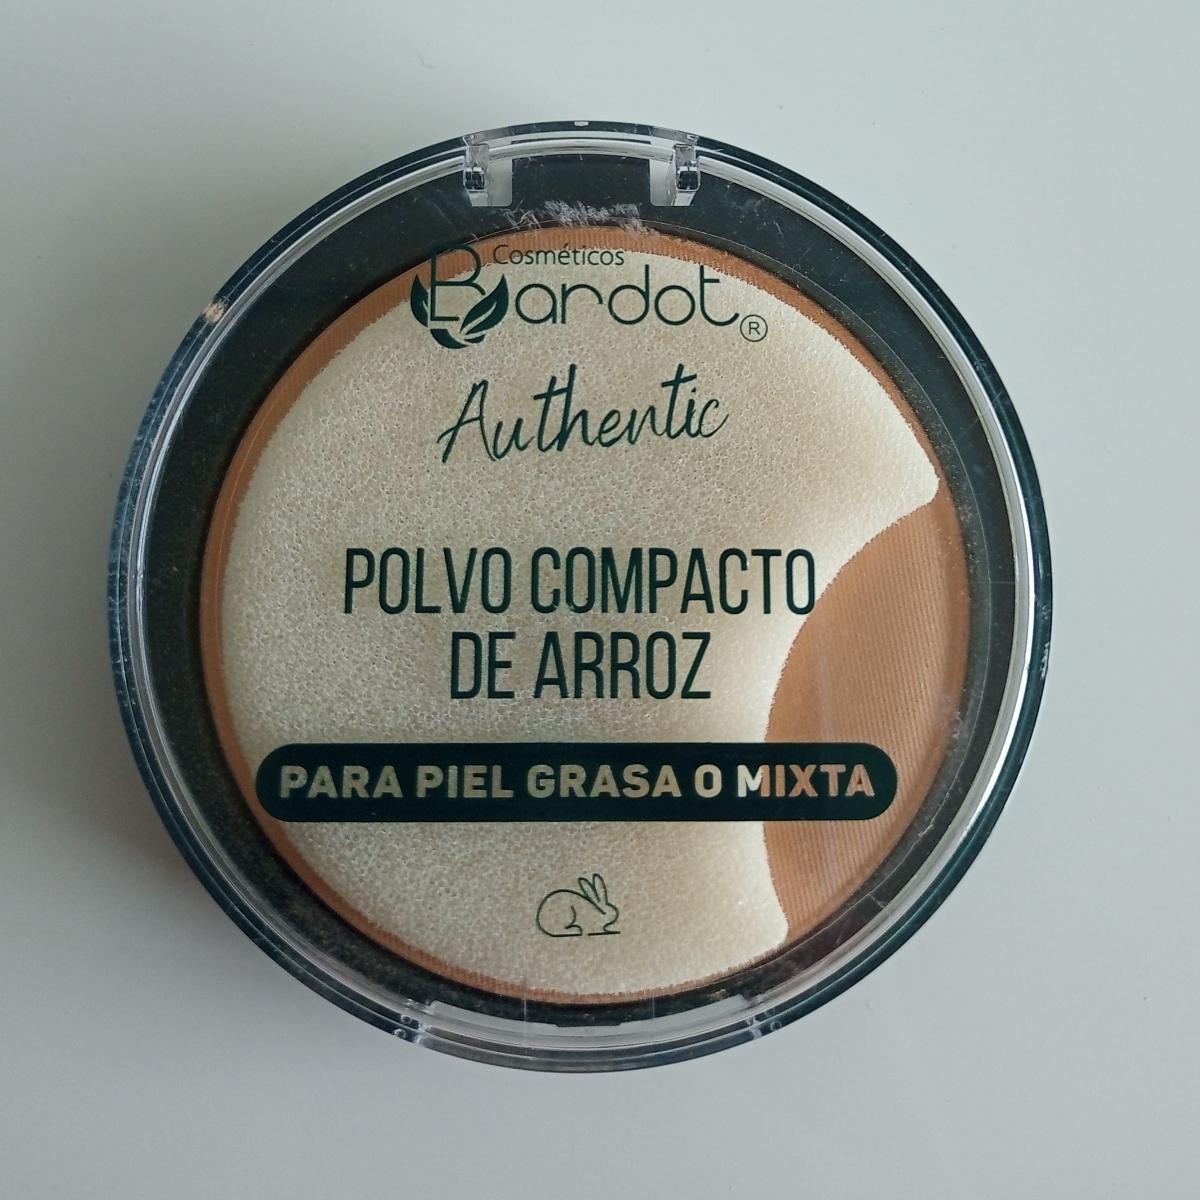 Cosméticos
Bardot®
Authentic
POLVO COMPACTO
DE ARROZ
PARA PIEL GRASA O MIXTA